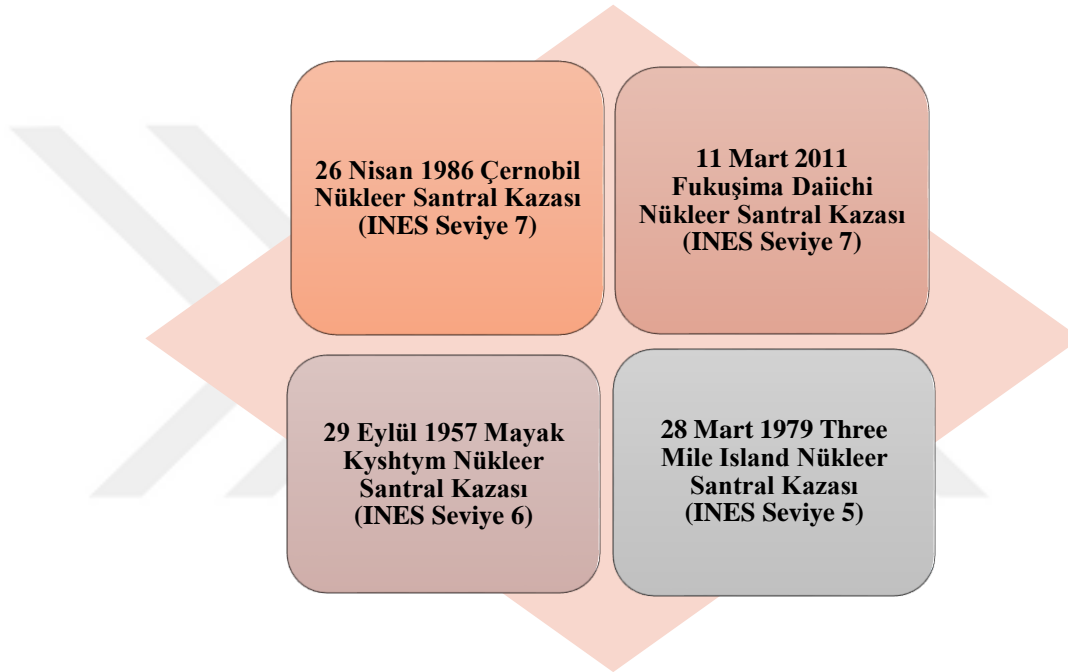 26 Nisan 1986 Çernobil
Nükleer Santral Kazası
(INES Seviye 7)
11 Mart 2011
Fukuşima Daiichi
Nükleer Santral Kazası
(INES Seviye 7)
29 Eylül 1957 Mayak
Kyshtym Nükleer
Santral Kazası
(INES Seviye 6)
28 Mart 1979 Three
Mile Island Nükleer
Santral Kazası
(INES Seviye 5)